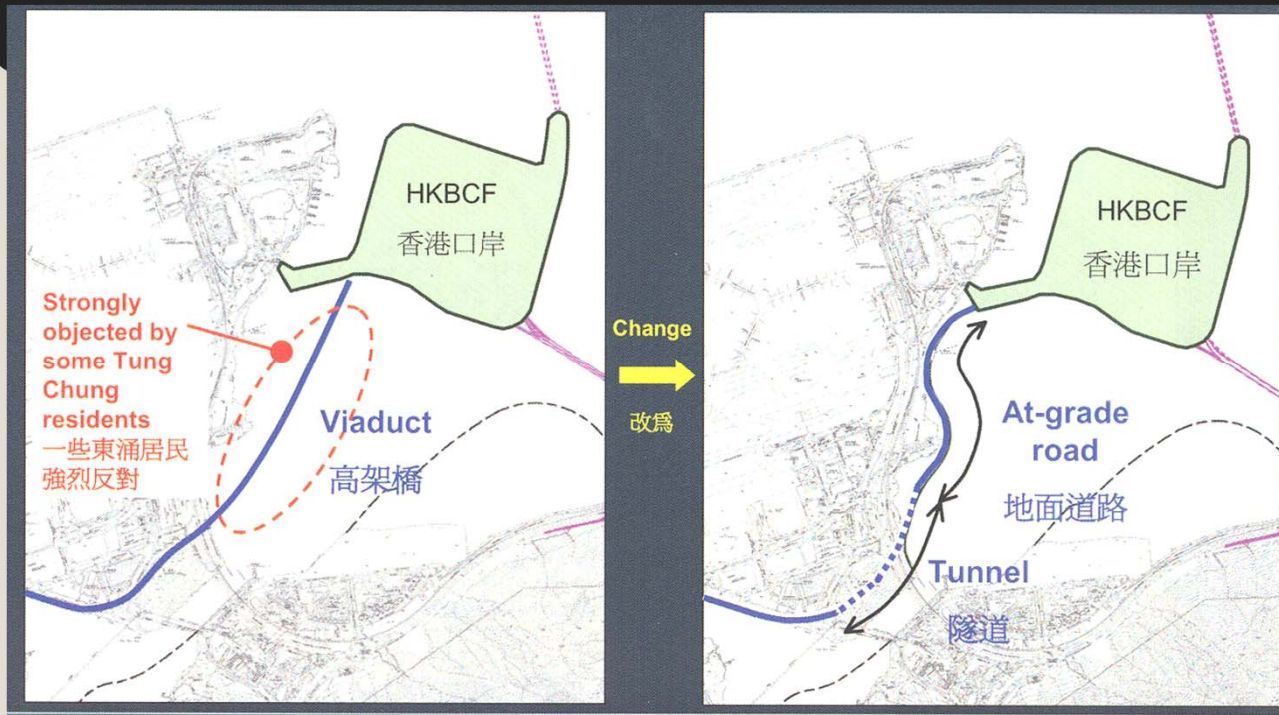 HKBCF
香港口岸
Strongly
objected by
some Tung
Chung
residents
一些東涌居民
強烈反對
Viaduct
高架橋
Change
改爲
HKBCF
香港口岸
At-grade
road
地面道路
Tunnel
隧道